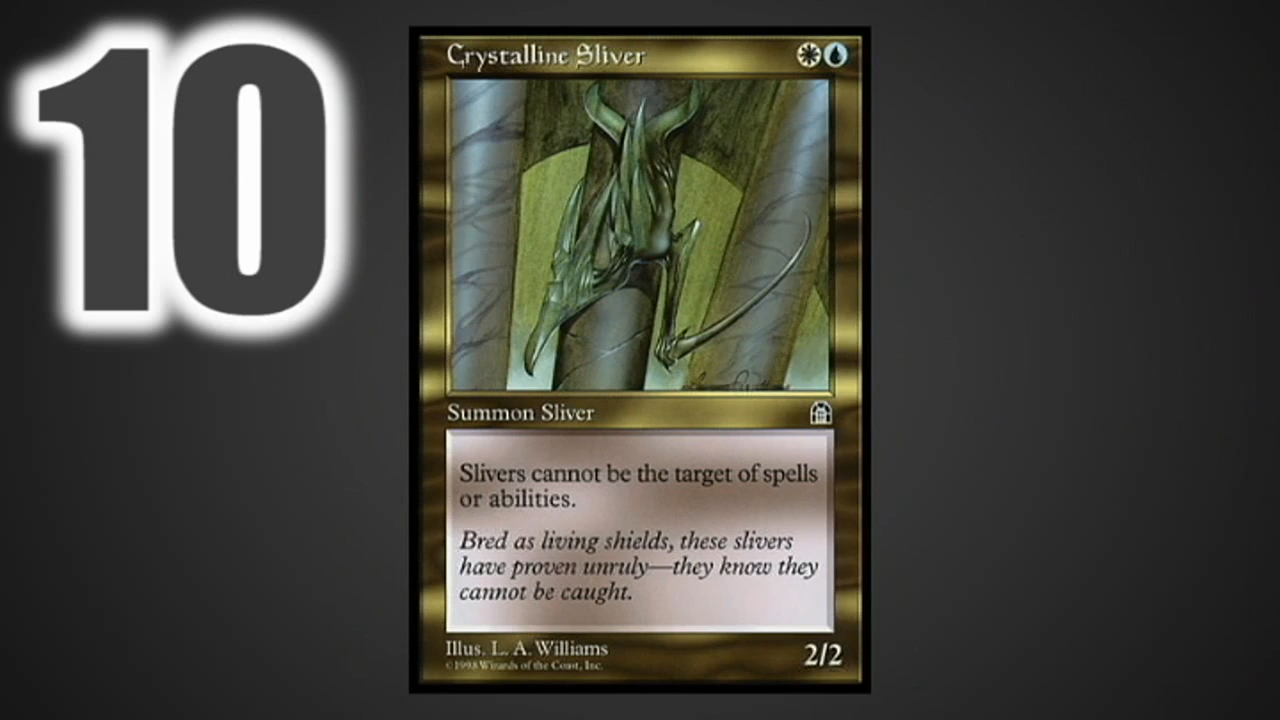 10
Crystalline Sliver
Summon Sliver
Slivers cannot be the target of spells
or abilities.
Bred as living shields, these slivers
have proven unruly—they know they
cannot be caught.
Illus. L. A. Williams
©1998 Wizards of the Coast, Inc.
2/2